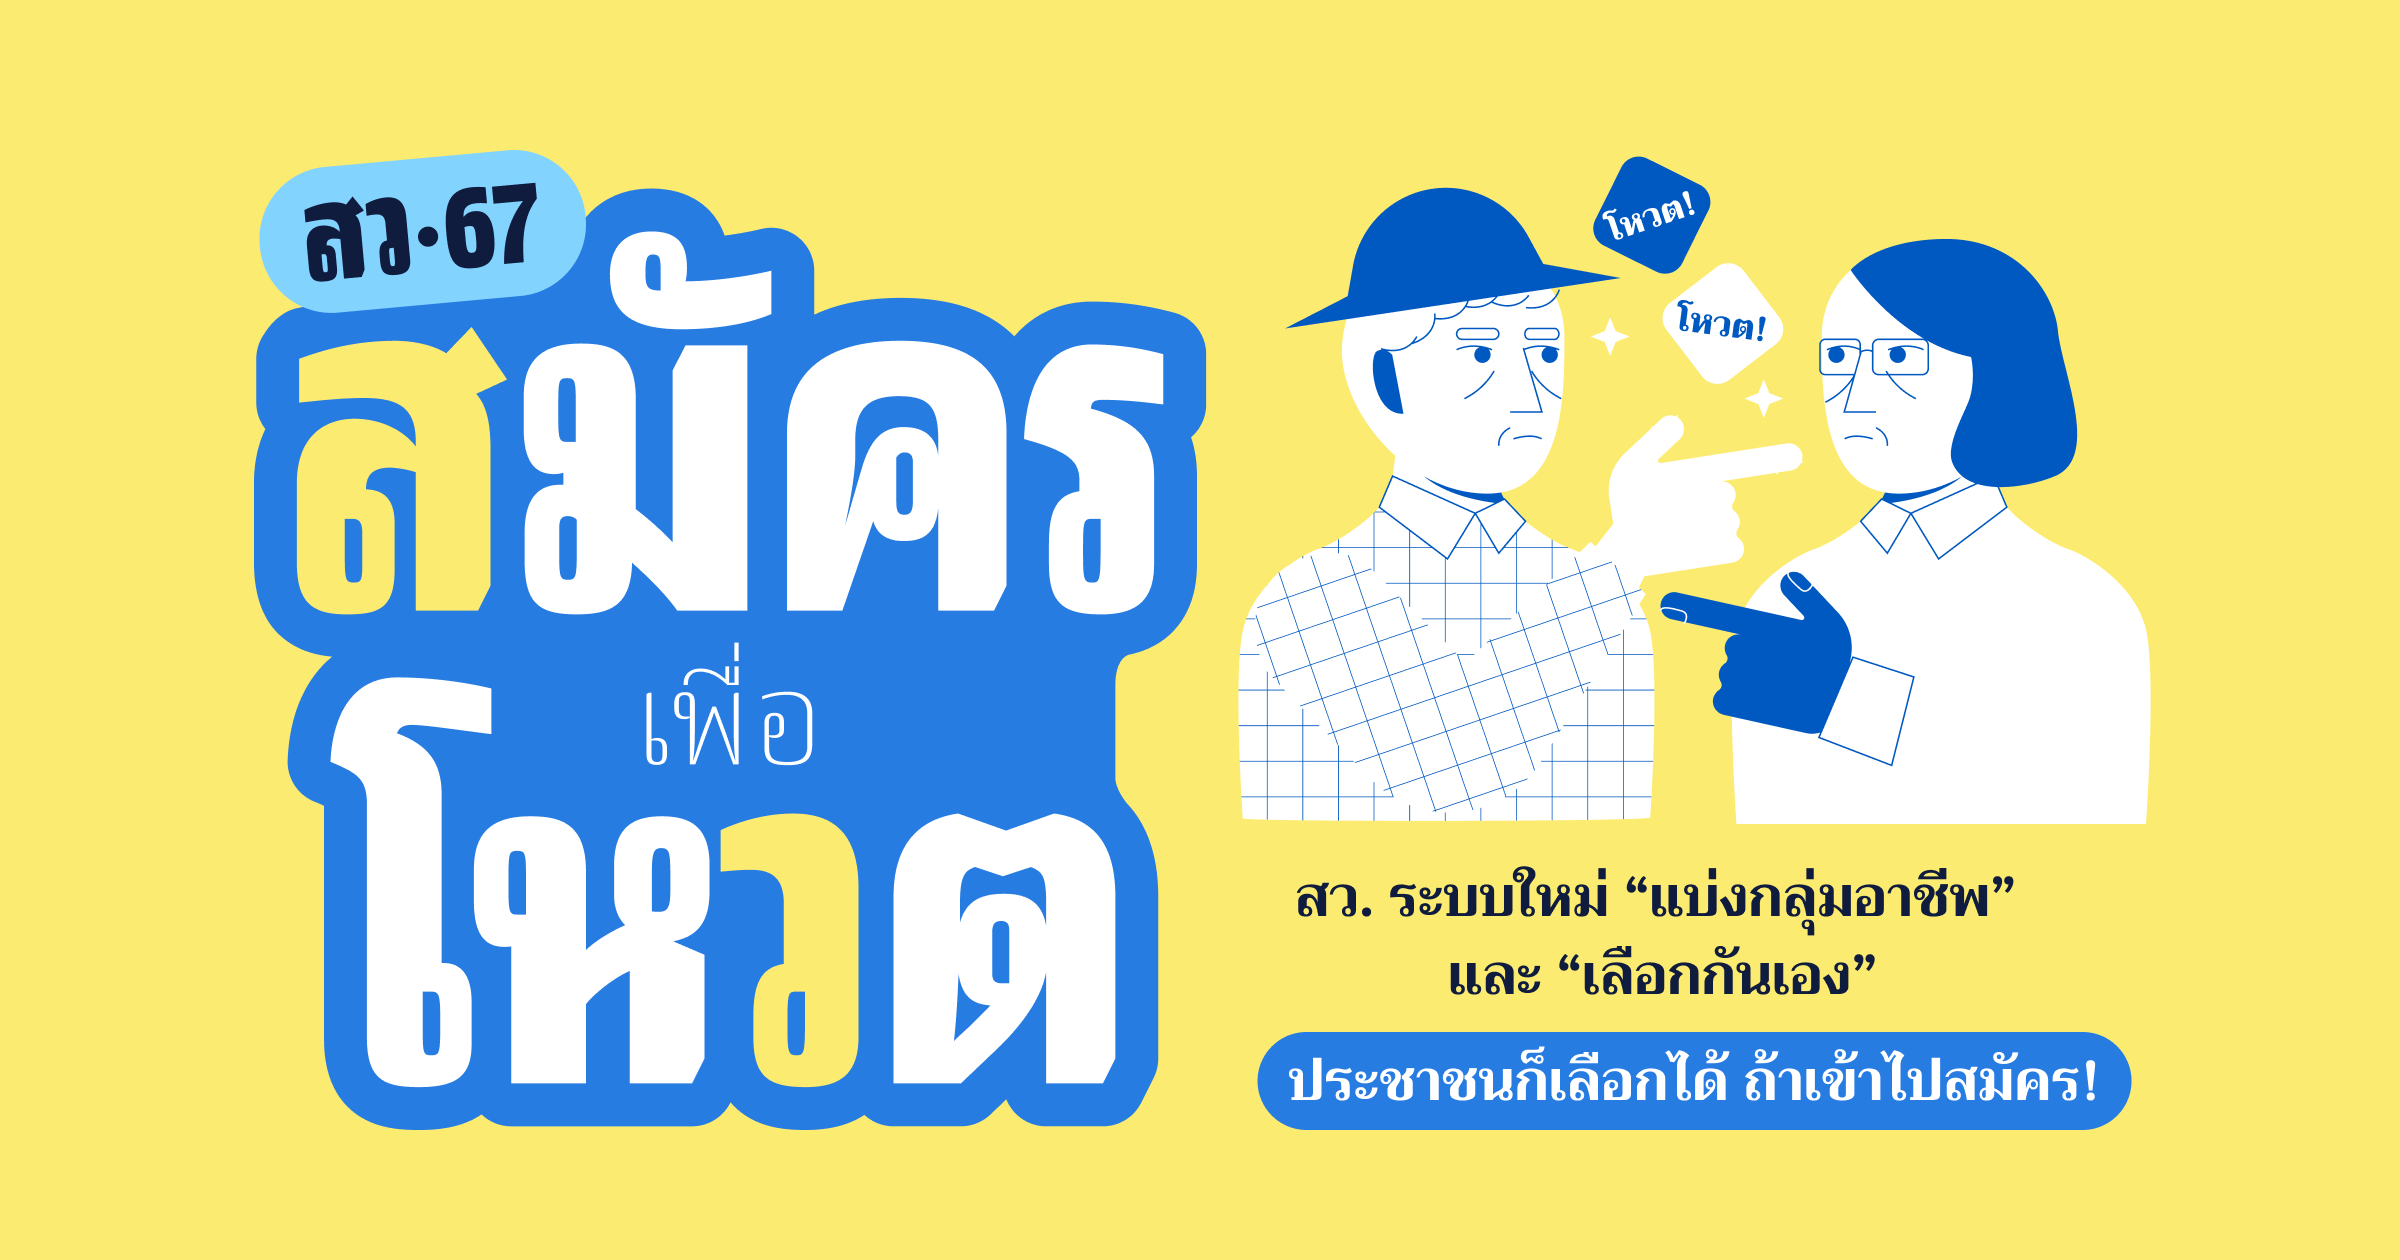 สว•67
สมัคร
เพื่อ
โหวต
โหวต!
โหวต!
สว. ระบบใหม่ “แบ่งกลุ่มอาชีพ”
และ “เลือกกันเอง”
ประชาชนก็เลือกได้ ถ้าเข้าไปสมัคร!